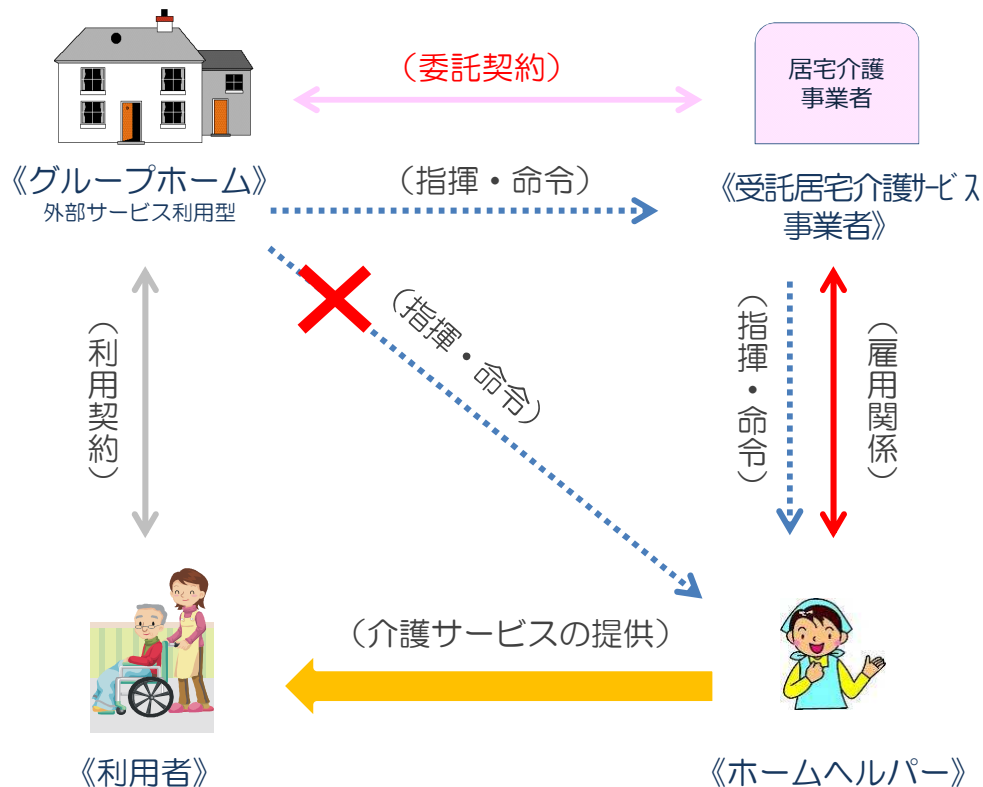 （委託契約）
居宅介護
事業者
《グループホーム》
外部サービス利用型
（指揮・命令）
《受託居宅介護サービス
事業者》
（利用契約）
（指揮・命令）
（指揮・命令）
（雇用関係）
（介護サービスの提供）
《利用者》
《ホームヘルパー》